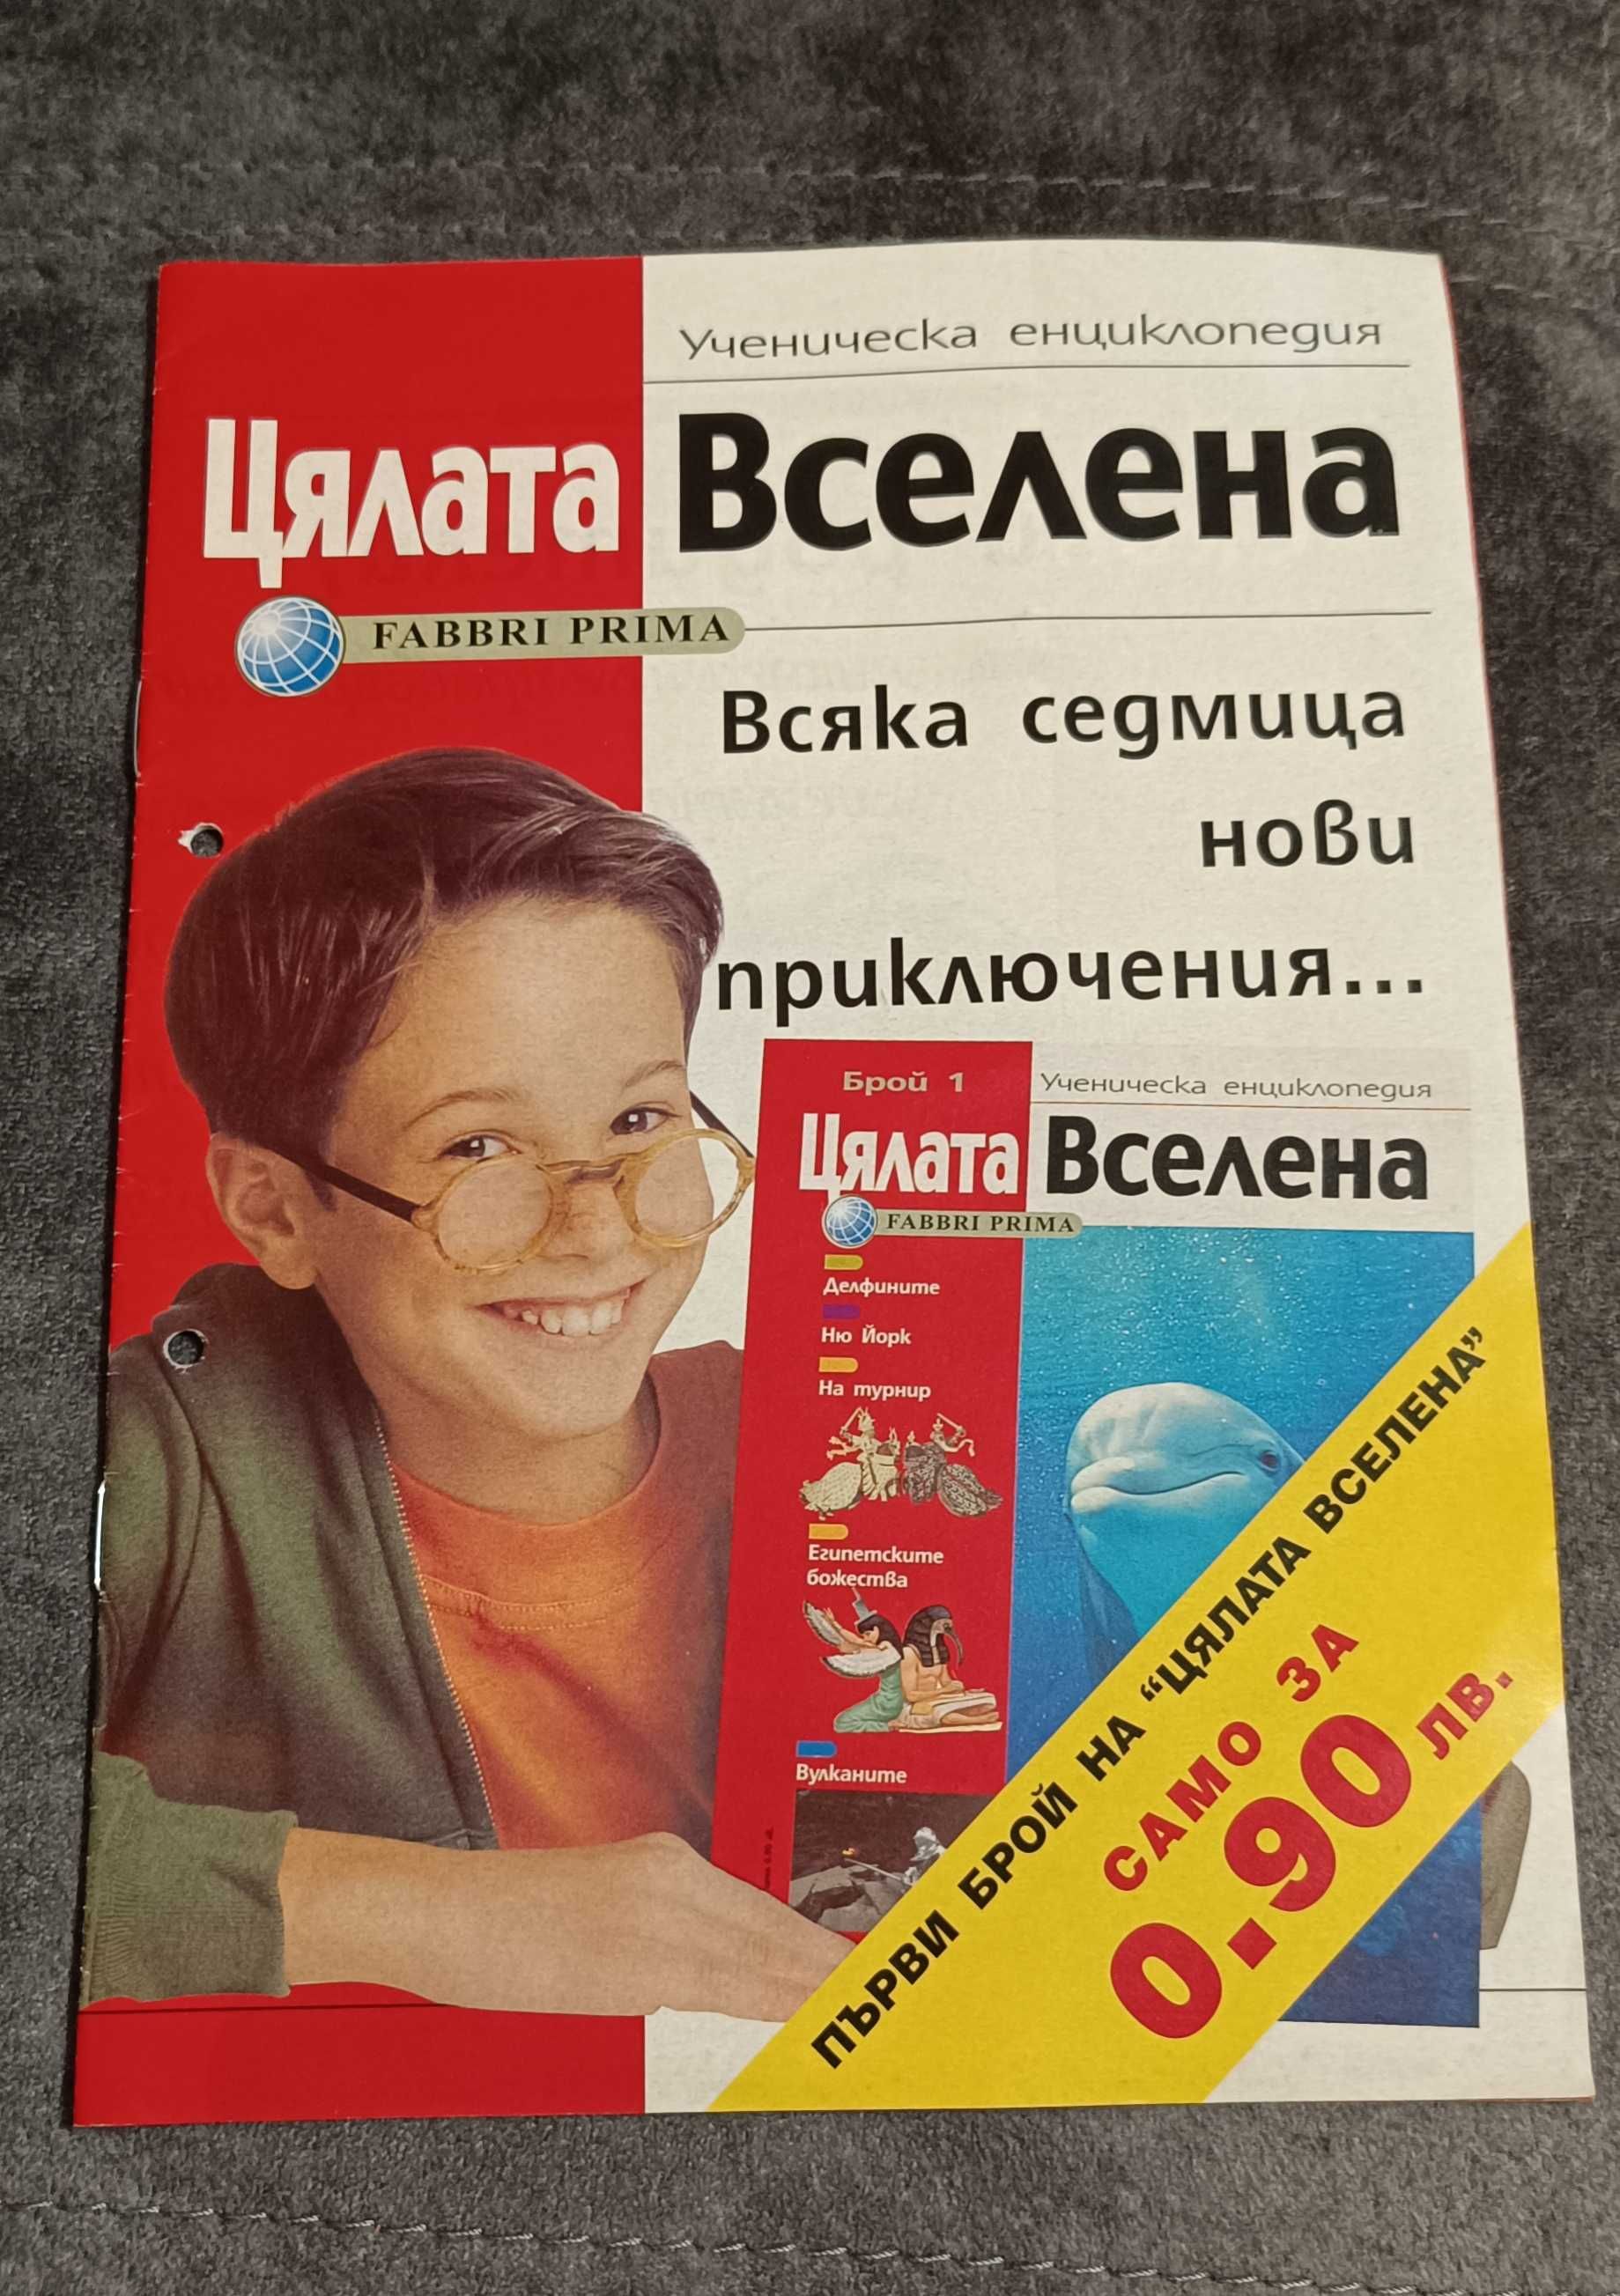 Ученическа енциклопедия
Цялата Вселена
FABBRI PRIMA
Всяка седмица
нови
приключения...
Брой 1
Ученическа енциклопедия
Цялата Вселена
FABBRI PRIMA
Делфините
Ню Йорк
На турнир
Египетските
божества
Вулканите
ПЪРВИ БРОЙ НА “ЦЯЛАТА ВСЕЛЕНА”
САМО ЗА
0.90 ЛВ.